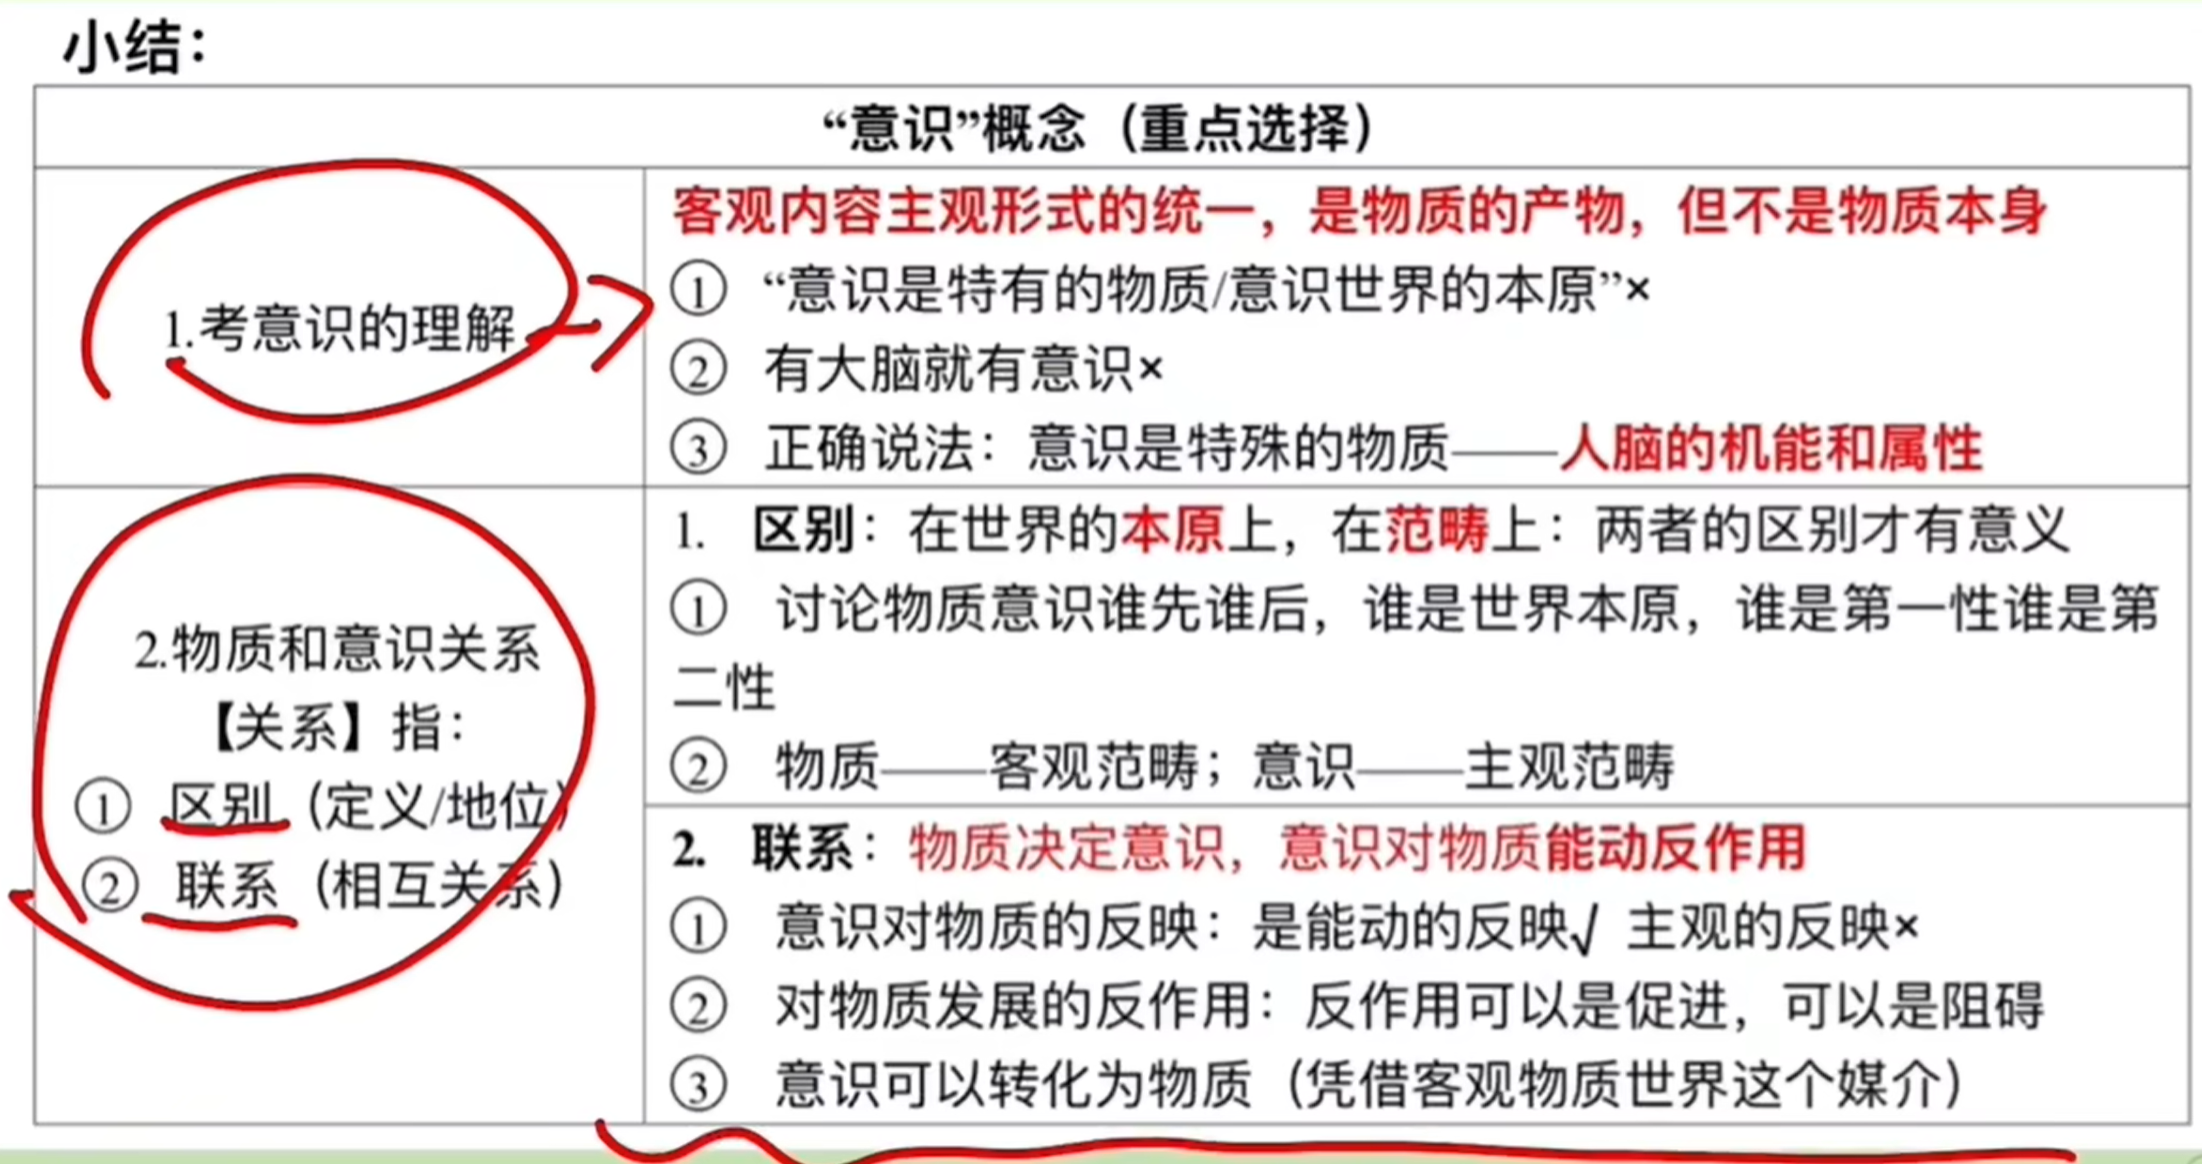 小结：
“意识”概念（重点选择）
1.考意识的理解
客观内容主观形式的统一，是物质的产物，但不是物质本身
① “意识是特有的物质/意识世界的本原”×
② 有大脑就有意识×
③ 正确说法：意识是特殊的物质——人脑的机能和属性
2.物质和意识关系
【关系】指：
① 区别（定义/地位）
② 联系（相互关系）
1. 区别：在世界的本原上，在范畴上：两者的区别才有意义
① 讨论物质意识谁先谁后，谁是世界本原，谁是第一性谁是第
二性
② 物质——客观范畴；意识——主观范畴
2. 联系：物质决定意识，意识对物质能动反作用
① 意识对物质的反映：是能动的反映√ 主观的反映×
② 对物质发展的反作用：反作用可以是促进，可以是阻碍
③ 意识可以转化为物质（凭借客观物质世界这个媒介）